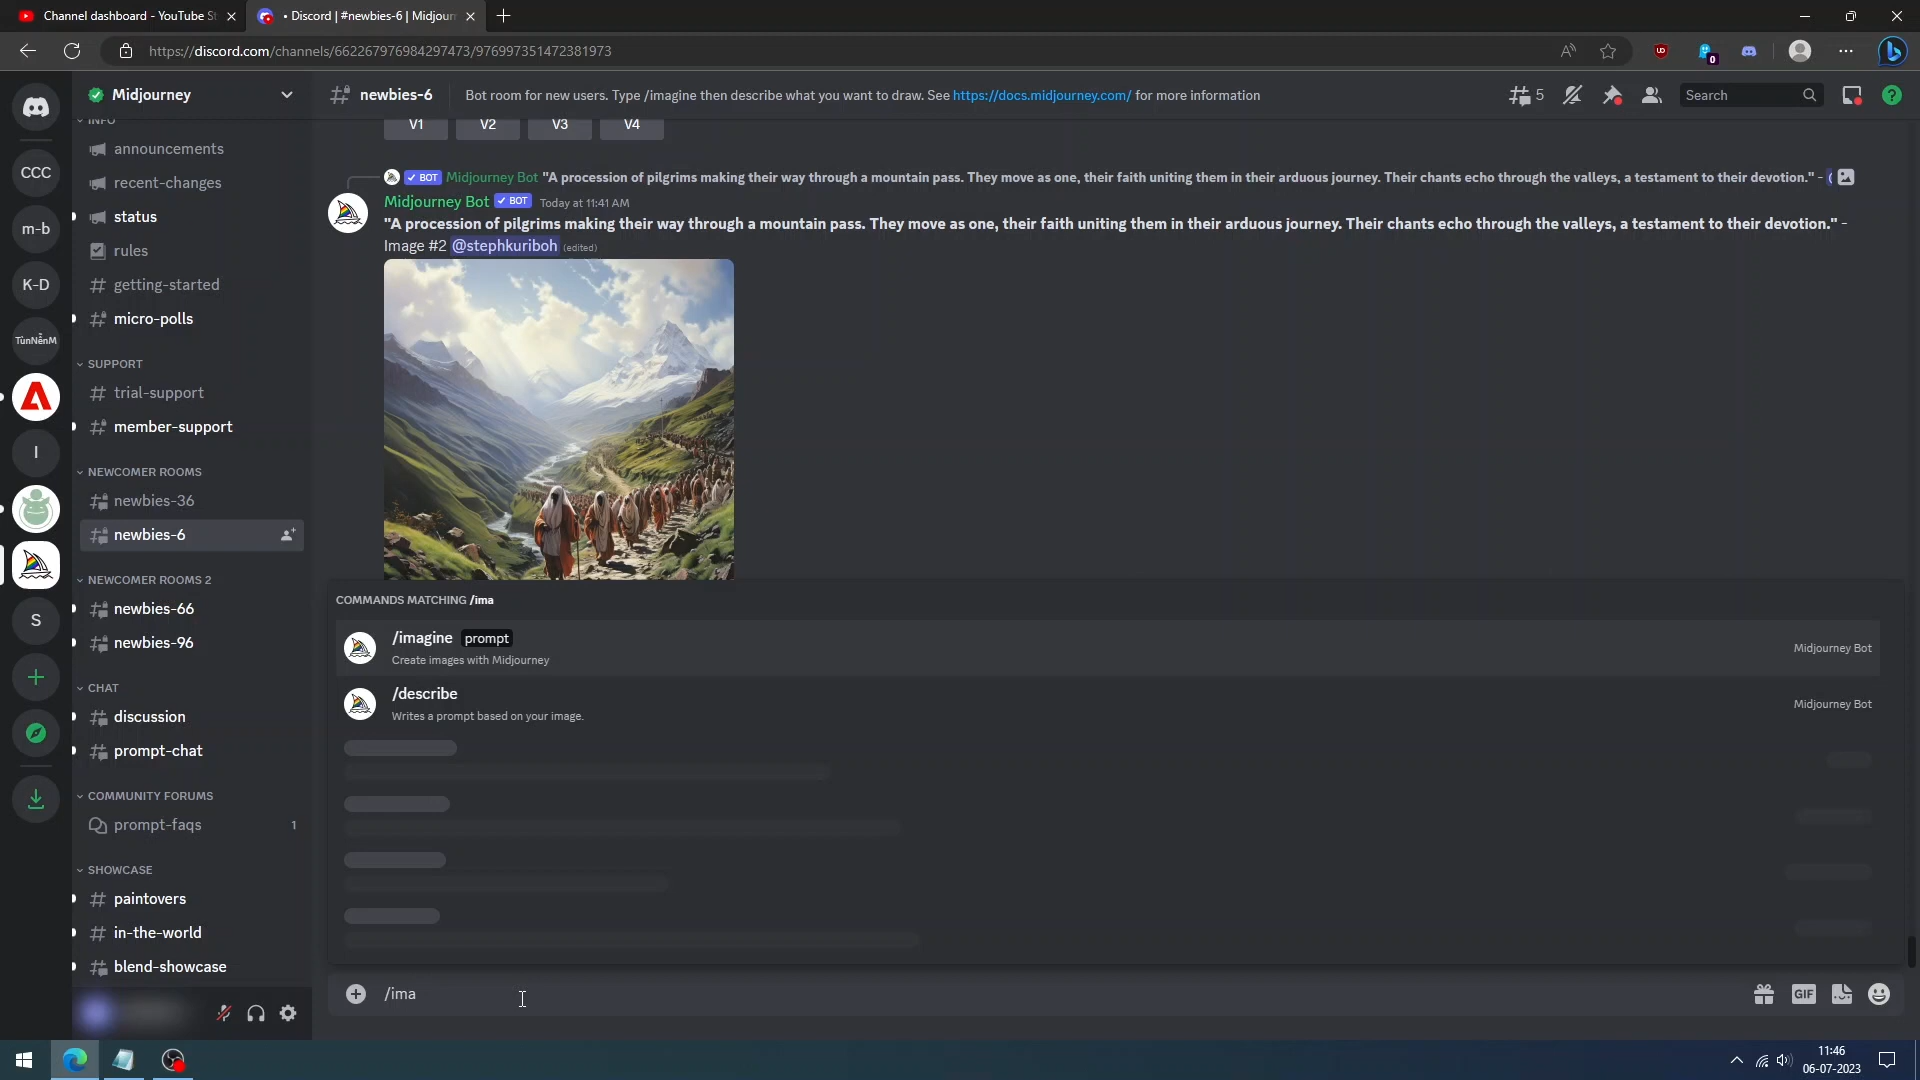 Channel dashboard - YouTube St
• Discord | #newbies-6 | Midjourn
https://discord.com/channels/662267976984297473/976997351472381973
0
Midjourney
newbies-6
Bot room for new users. Type /imagine then describe what you want to draw. See https://docs.midjourney.com/ for more information
5
Search
CCC
m-b
K-D
TùnNênM
I
S
INFO
announcements
recent-changes
status
rules
getting-started
micro-polls
SUPPORT
trial-support
member-support
NEWCOMER ROOMS
newbies-36
newbies-6
NEWCOMER ROOMS 2
newbies-66
newbies-96
CHAT
discussion
prompt-chat
COMMUNITY FORUMS
prompt-faqs 1
SHOWCASE
paintovers
in-the-world
blend-showcase
V1 V2 V3 V4
BOT Midjourney Bot "A procession of pilgrims making their way through a mountain pass. They move as one, their faith uniting them in their arduous journey. Their chants echo through the valleys, a testament to their devotion." -
Midjourney Bot BOT Today at 11:41 AM
"A procession of pilgrims making their way through a mountain pass. They move as one, their faith uniting them in their arduous journey. Their chants echo through the valleys, a testament to their devotion." -
Image #2 @stephkuriboh (edited)
COMMANDS MATCHING /ima
/imagine prompt
Create images with Midjourney
Midjourney Bot
/describe
Writes a prompt based on your image.
Midjourney Bot
/ima
GIF
11:46
06-07-2023